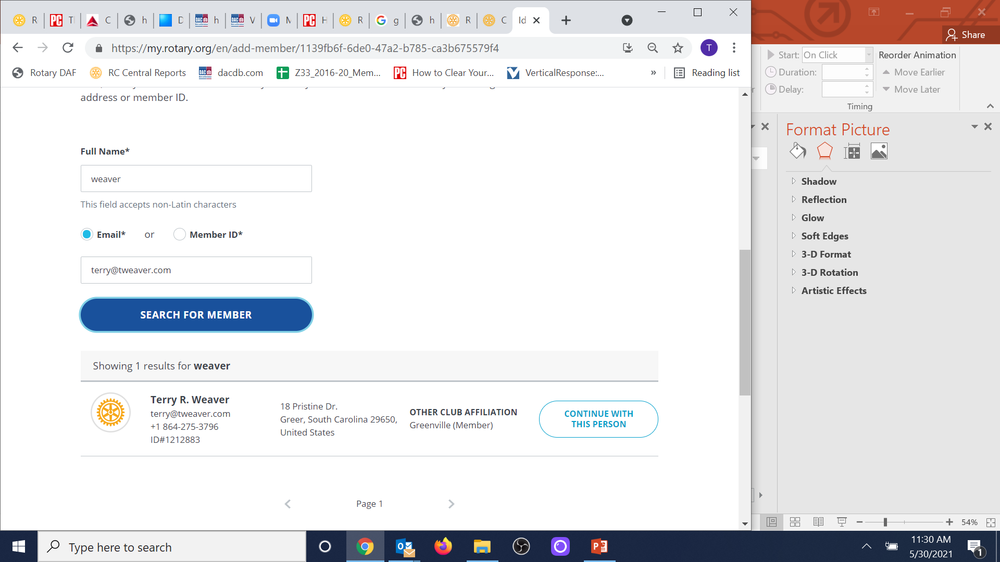 R
T
C
h
D
h
V
M
H
R
g
h
R
C
Id
Share
https://my.rotary.org/en/add-member/1139fb6f-6de0-47a2-b785-ca3b675579f4
T
Rotary DAF
RC Central Reports
dacdb.com
Z33_2016-20_Mem...
How to Clear Your...
VerticalResponse:...
»
Reading list
Start: On Click
Reorder Animation
Duration:
Move Earlier
Delay:
Move Later
Timing
address or member ID.
Full Name*
weaver
This field accepts non-Latin characters
Email* or Member ID*
terry@tweaver.com
SEARCH FOR MEMBER
Showing 1 results for weaver
Terry R. Weaver
terry@tweaver.com
+1 864-275-3796
ID#1212883
18 Pristine Dr.
Greer, South Carolina 29650,
United States
OTHER CLUB AFFILIATION
Greenville (Member)
CONTINUE WITH
THIS PERSON
Page 1
Format Picture
Shadow
Reflection
Glow
Soft Edges
3-D Format
3-D Rotation
Artistic Effects
54%
Type here to search
11:30 AM
5/30/2021
1